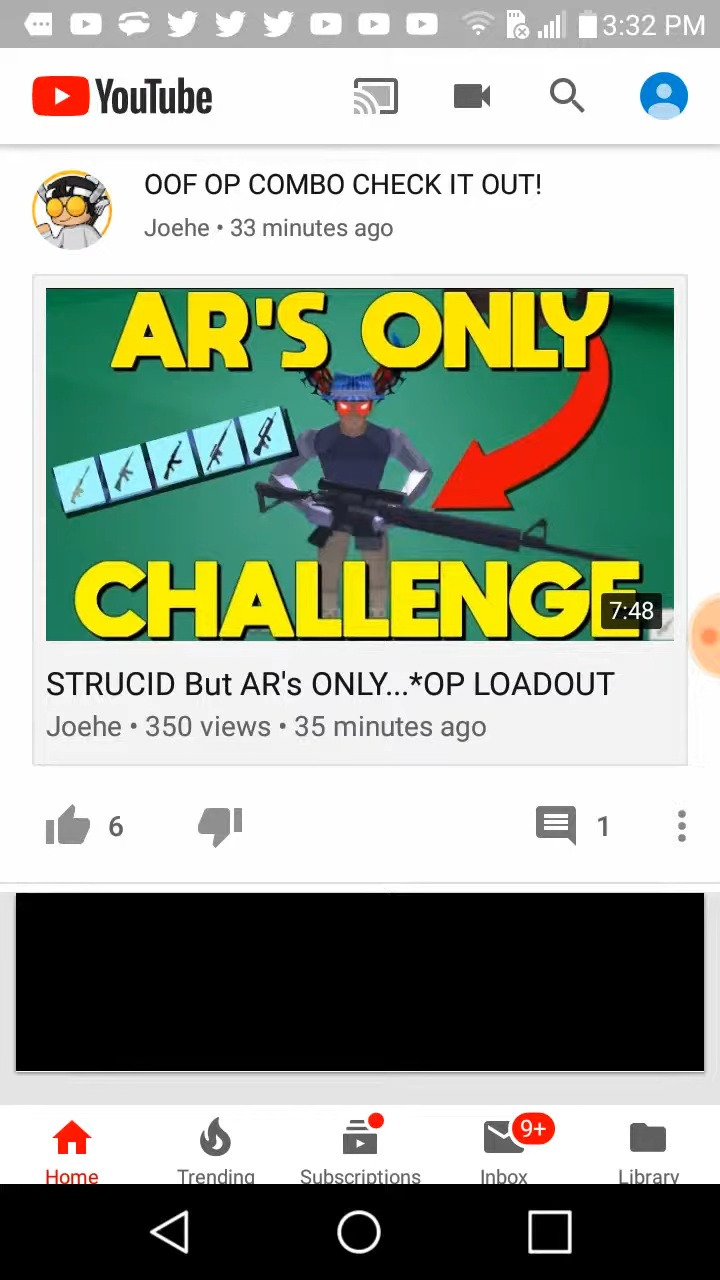 3:32 PM
YouTube
OOF OP COMBO CHECK IT OUT!
Joehe • 33 minutes ago
AR'S ONLY
CHALLENGE
7:48
STRUCID But AR's ONLY...*OP LOADOUT
Joehe • 350 views • 35 minutes ago
6
1
9+
Home
Trending
Subscriptions
Inbox
Library